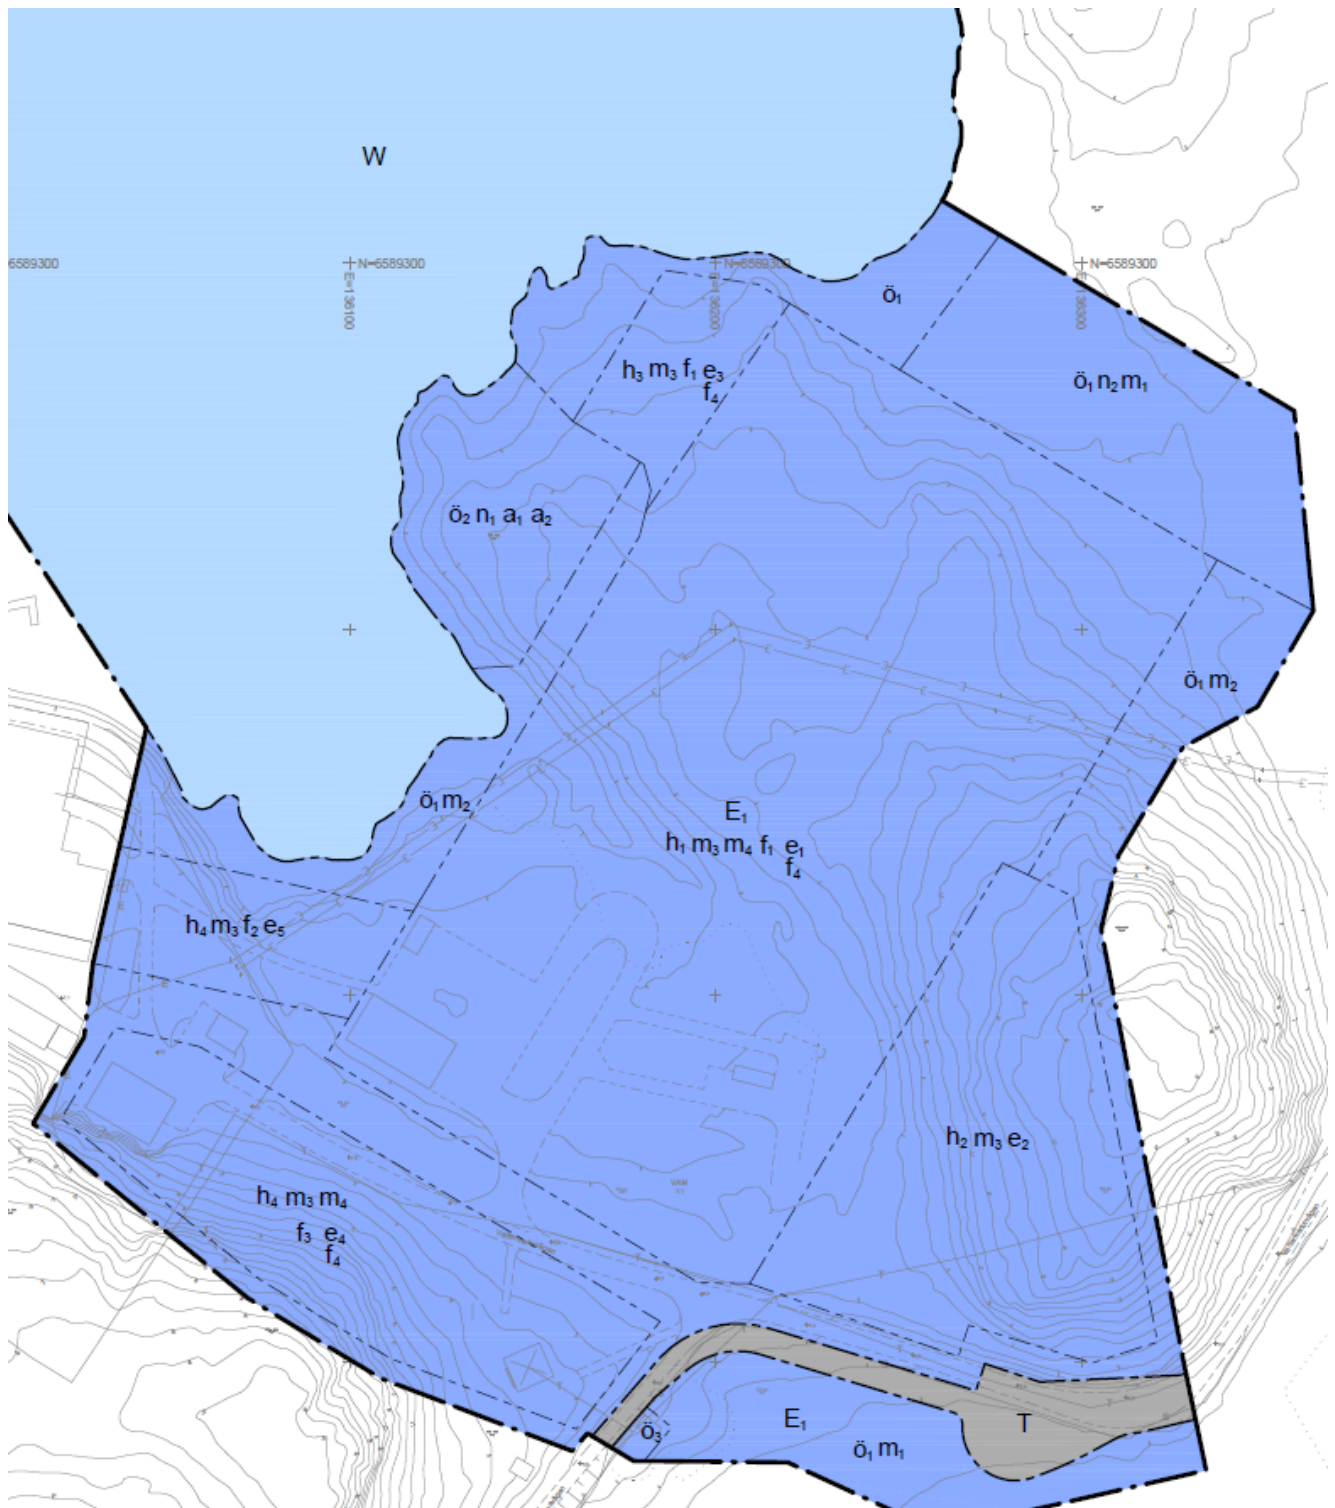 W
6589300
N=6589300
N=6589300
N=6589300
E=136100
E=136200
E=136300
ö₁
h₃ m₃ f₁ e₃
f₄
ö₁ n₂ m₁
ö₂ n₁ a₁ a₂
ö₁ m₂
ö₁ m₂
E₁
h₁ m₃ m₄ f₁ e₁
f₄
h₄ m₃ f₂ e₅
h₂ m₃ e₂
h₄ m₃ m₄
f₃ e₄
f₄
E₁
T
ö₃
ö₁ m₁